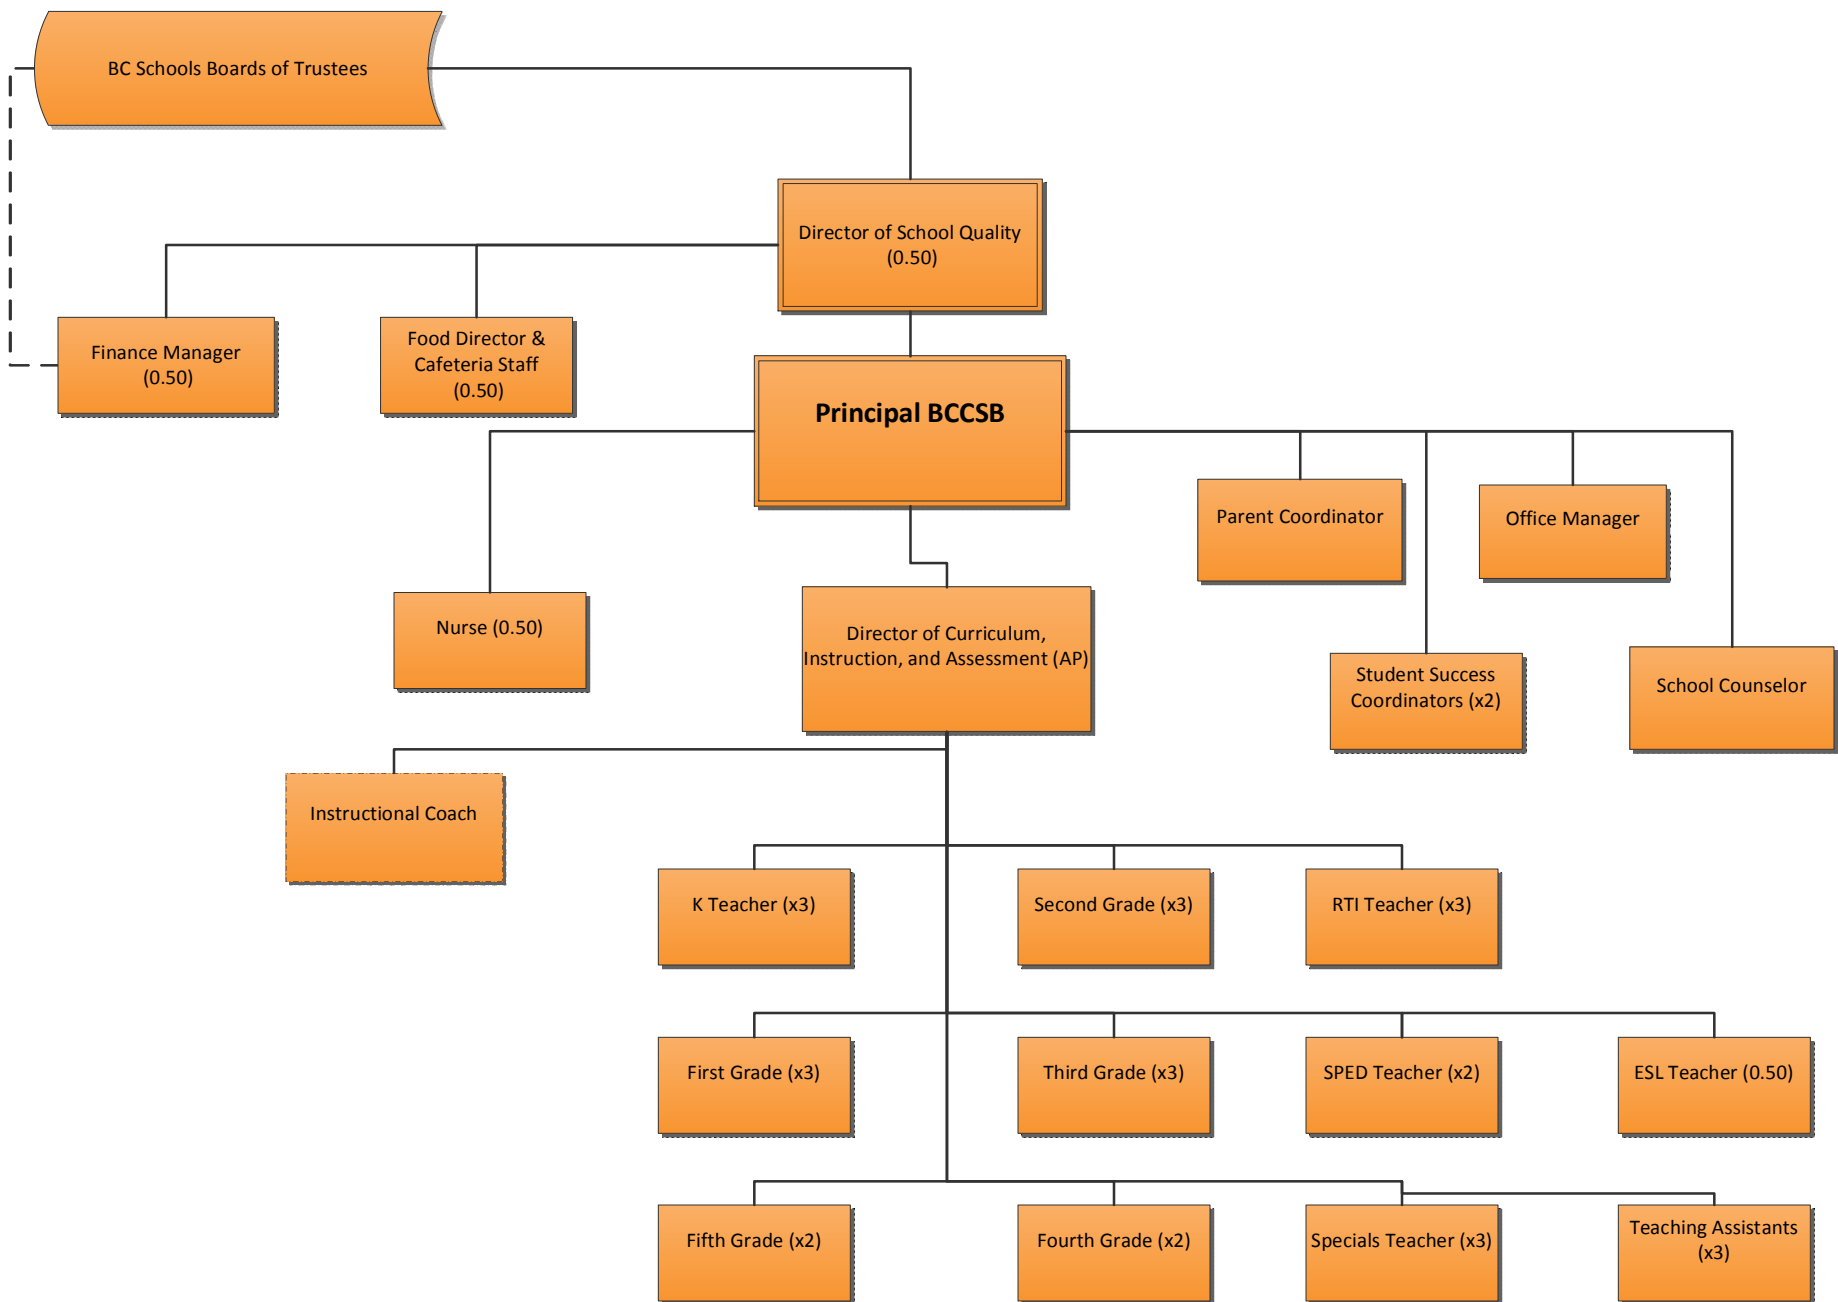 BC Schools Boards of Trustees
Director of School Quality
(0.50)
Finance Manager
(0.50)
Food Director &
Cafeteria Staff
(0.50)
Principal BCCSB
Parent Coordinator
Office Manager
Nurse (0.50)
Director of Curriculum,
Instruction, and Assessment (AP)
Student Success
Coordinators (x2)
School Counselor
Instructional Coach
K Teacher (x3)
Second Grade (x3)
RTI Teacher (x3)
First Grade (x3)
Third Grade (x3)
SPED Teacher (x2)
ESL Teacher (0.50)
Fifth Grade (x2)
Fourth Grade (x2)
Specials Teacher (x3)
Teaching Assistants
(x3)